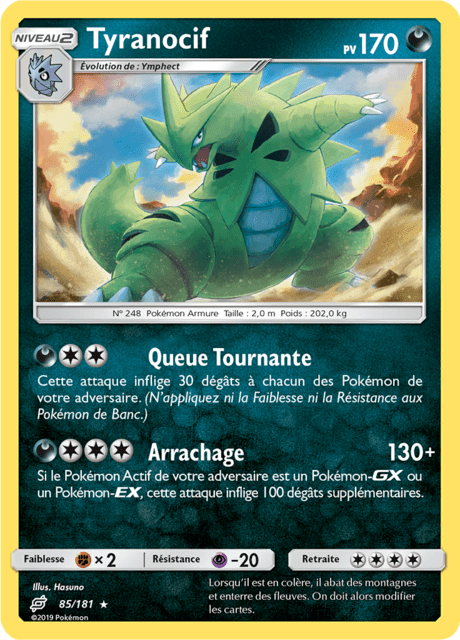 NIVEAU2 Tyranocif PV170
Évolution de : Ymphect
Nº 248 Pokémon Armure Taille : 2,0 m Poids : 202,0 kg
Queue Tournante
Cette attaque inflige 30 dégâts à chacun des Pokémon de
votre adversaire. (N'appliquez ni la Faiblesse ni la Résistance aux
Pokémon de Banc.)
Arrachage 130+
Si le Pokémon Actif de votre adversaire est un Pokémon-GX ou
un Pokémon-EX, cette attaque inflige 100 dégâts supplémentaires.
Faiblesse ×2 Résistance -20 Retraite
Illus. Hasuno
85/181
©2019 Pokémon
Lorsqu'il est en colère, il abat des montagnes
et enterre des fleuves. On doit alors modifier
les cartes.